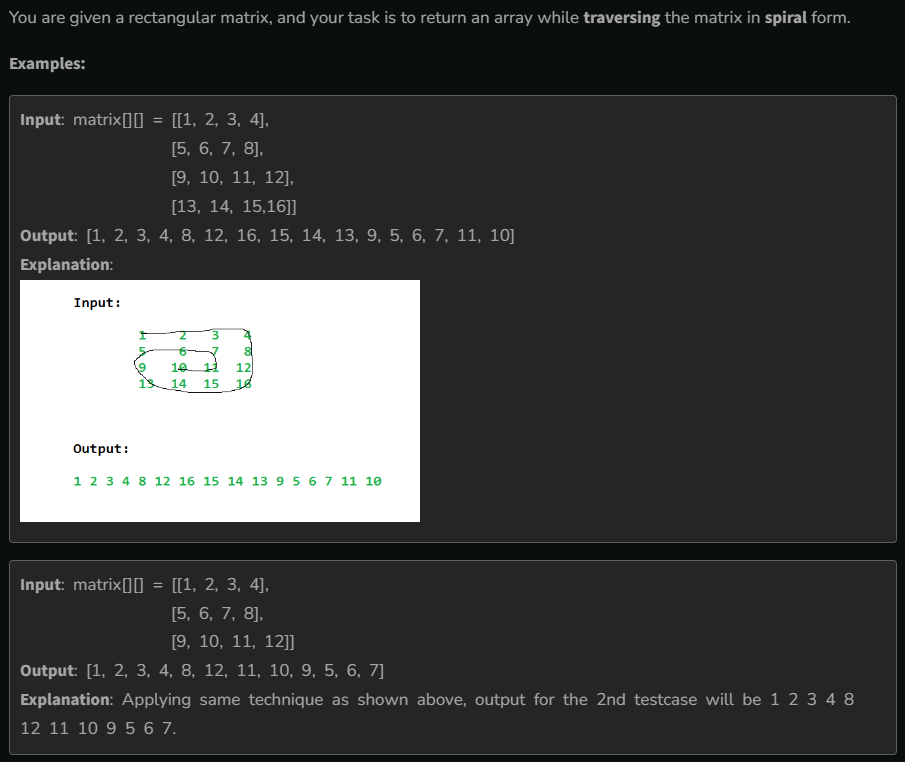 You are given a rectangular matrix, and your task is to return an array while traversing the matrix in spiral form.
Examples:
Input: matrix[][] = [[1, 2, 3, 4],
[5, 6, 7, 8],
[9, 10, 11, 12],
[13, 14, 15,16]]
Output: [1, 2, 3, 4, 8, 12, 16, 15, 14, 13, 9, 5, 6, 7, 11, 10]
Explanation:
Input:
1 2 3 4
5 6 7 8
9 10 11 12
13 14 15 16
Output:
1 2 3 4 8 12 16 15 14 13 9 5 6 7 11 10
Input: matrix[][] = [[1, 2, 3, 4],
[5, 6, 7, 8],
[9, 10, 11, 12]]
Output: [1, 2, 3, 4, 8, 12, 11, 10, 9, 5, 6, 7]
Explanation: Applying same technique as shown above, output for the 2nd testcase will be 1 2 3 4 8
12 11 10 9 5 6 7.